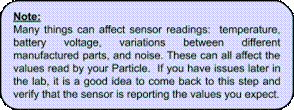 Note:
Many things can affect sensor readings: temperature,
battery voltage, variations between different
manufactured parts, and noise. These can all affect the
values read by your Particle. If you have issues later in
the lab, it is a good idea to come back to this step and
verify that the sensor is reporting the values you expect.